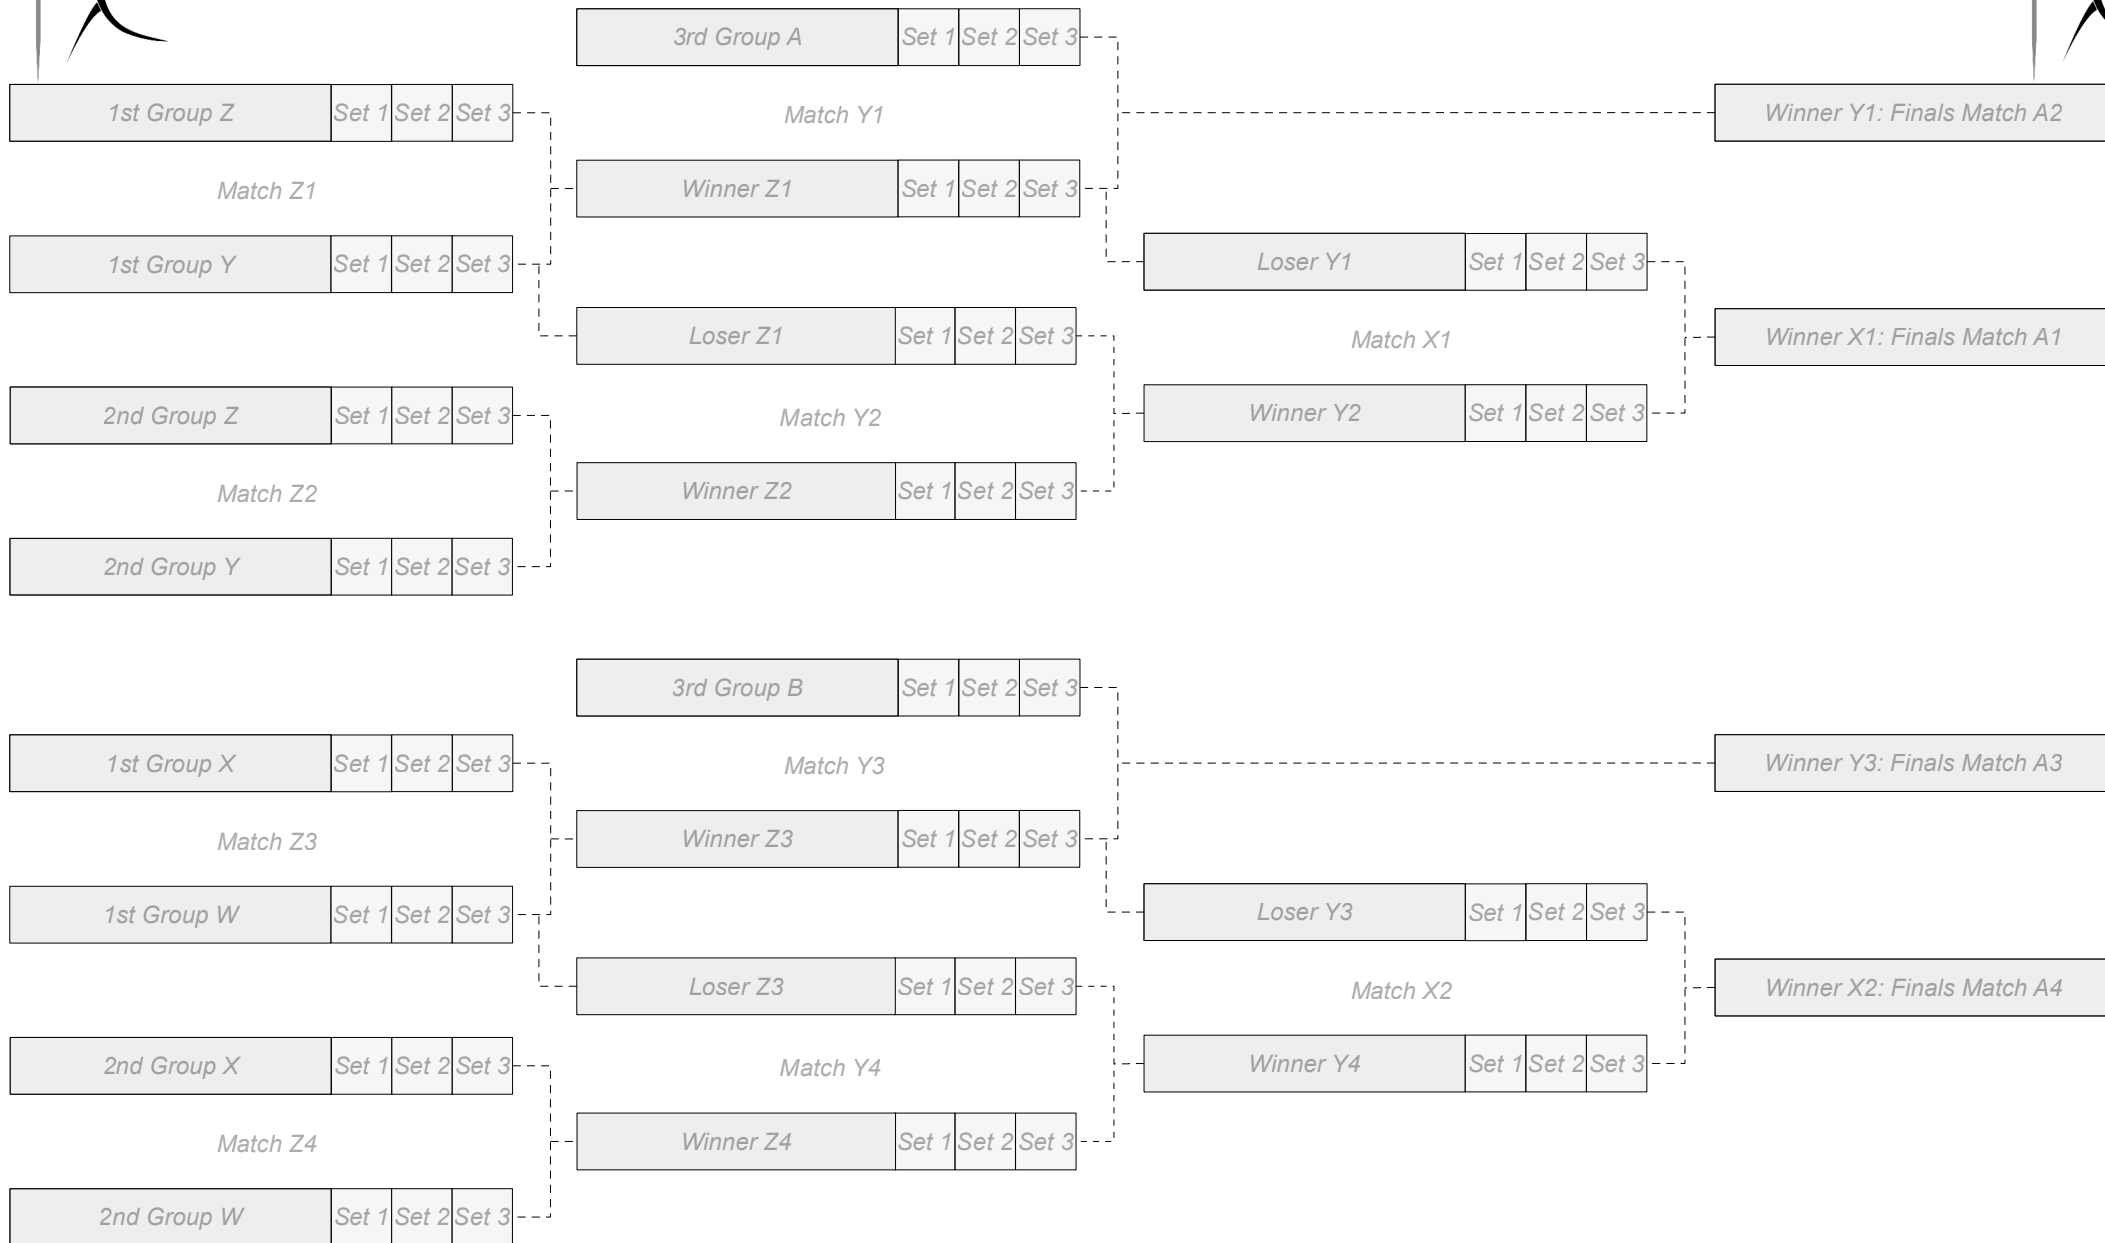 3rd Group A Set 1 Set 2 Set 3
1st Group Z Set 1 Set 2 Set 3
Match Y1
Winner Y1: Finals Match A2
Match Z1
Winner Z1 Set 1 Set 2 Set 3
1st Group Y Set 1 Set 2 Set 3
Loser Y1 Set 1 Set 2 Set 3
Loser Z1 Set 1 Set 2 Set 3
Match X1
Winner X1: Finals Match A1
2nd Group Z Set 1 Set 2 Set 3
Match Y2
Winner Y2 Set 1 Set 2 Set 3
Match Z2
Winner Z2 Set 1 Set 2 Set 3
2nd Group Y Set 1 Set 2 Set 3
3rd Group B Set 1 Set 2 Set 3
1st Group X Set 1 Set 2 Set 3
Match Y3
Winner Y3: Finals Match A3
Match Z3
Winner Z3 Set 1 Set 2 Set 3
1st Group W Set 1 Set 2 Set 3
Loser Y3 Set 1 Set 2 Set 3
Loser Z3 Set 1 Set 2 Set 3
Match X2
Winner X2: Finals Match A4
2nd Group X Set 1 Set 2 Set 3
Match Y4
Winner Y4 Set 1 Set 2 Set 3
Match Z4
Winner Z4 Set 1 Set 2 Set 3
2nd Group W Set 1 Set 2 Set 3